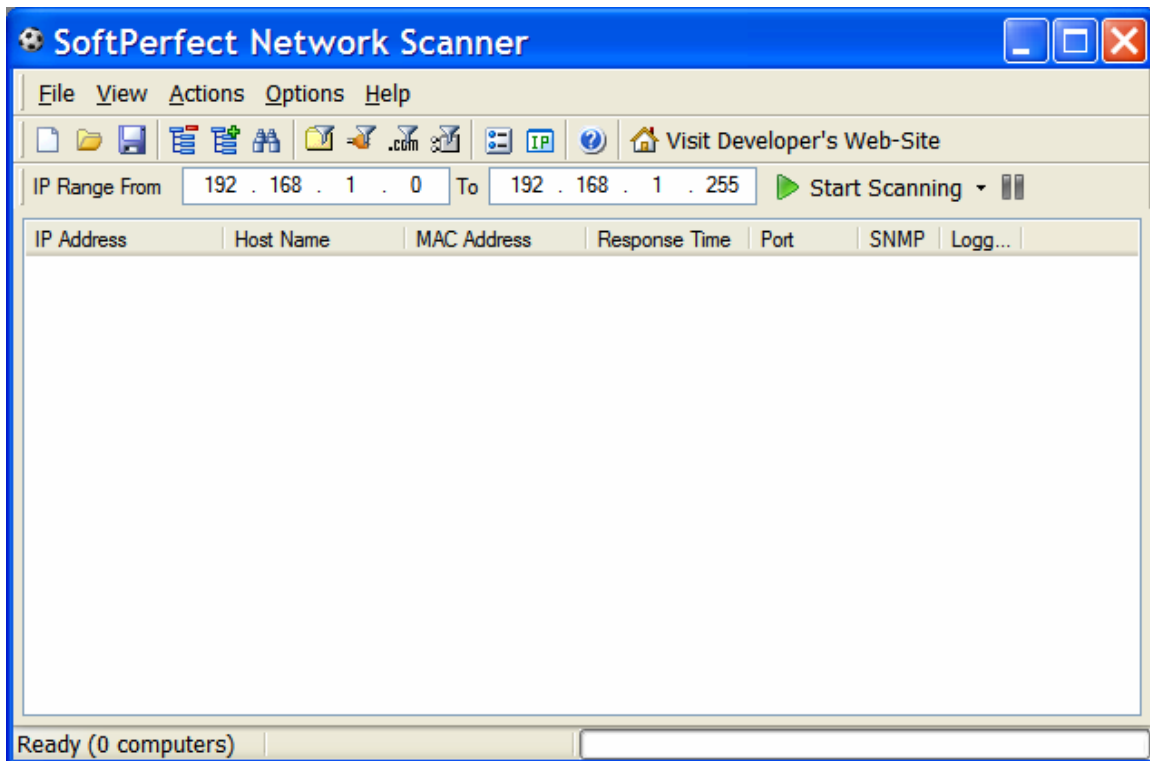 SoftPerfect Network Scanner
File View Actions Options Help
.com IP Visit Developer's Web-Site
IP Range From 192 . 168 . 1 . 0 To 192 . 168 . 1 . 255 Start Scanning
IP Address Host Name MAC Address Response Time Port SNMP Logg...
Ready (0 computers)